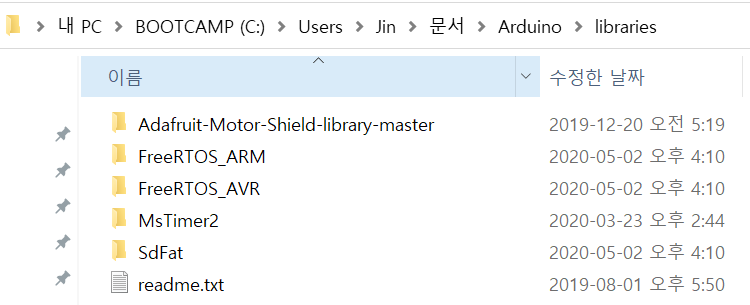 내 PC > BOOTCAMP (C:) > Users > Jin > 문서 > Arduino > libraries
이름 수정한 날짜
Adafruit-Motor-Shield-library-master 2019-12-20 오전 5:19
FreeRTOS_ARM 2020-05-02 오후 4:10
FreeRTOS_AVR 2020-05-02 오후 4:10
MsTimer2 2020-03-23 오후 2:44
SdFat 2020-05-02 오후 4:10
readme.txt 2019-08-01 오후 5:50